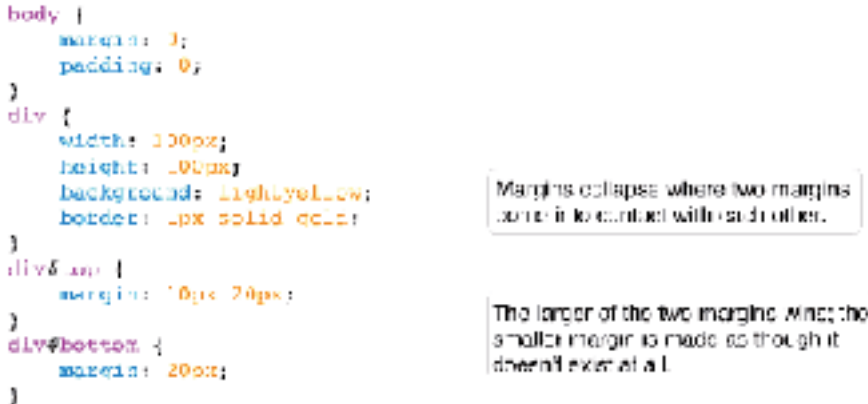 body {
margin: 0;
padding: 0;
}
div {
width: 100px;
height: 100px;
background: lightyellow;
border: 1px solid gold;
}
div#top {
margin: 10px 20px;
}
div#bottom {
margin: 20px;
}
Margins collapse where two margins
come into contact with each other.
The larger of the two margins wins; the
smaller margin is made as though it
doesn't exist at all.